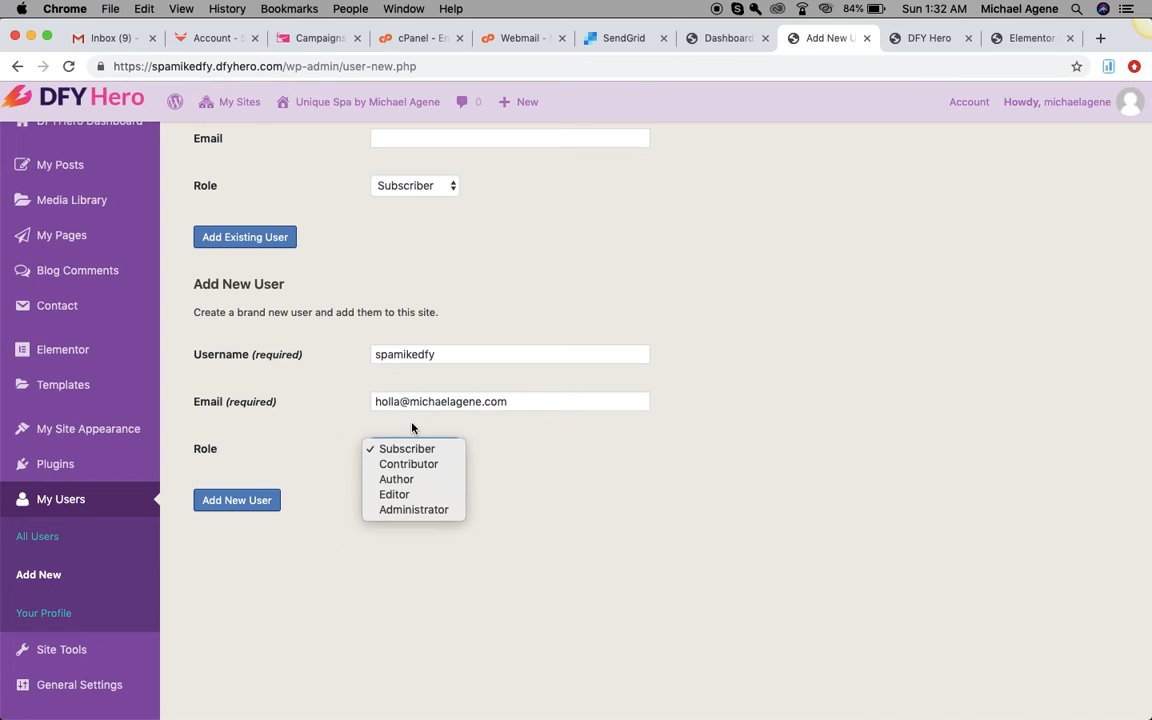 Chrome File Edit View History Bookmarks People Window Help 84% Sun 1:32 AM Michael Agene
Inbox (9) Account - Campaigns cPanel - En Webmail - SendGrid Dashboard Add New U DFY Hero Elementor
https://spamikedfy.dfyhero.com/wp-admin/user-new.php
DFY Hero My Sites Unique Spa by Michael Agene 0 New Account Howdy, michaelagene
DFYHero Dashboard
My Posts
Media Library
My Pages
Blog Comments
Contact
Elementor
Templates
My Site Appearance
Plugins
My Users
All Users
Add New
Your Profile
Site Tools
General Settings
Email
Role Subscriber
Add Existing User
Add New User
Create a brand new user and add them to this site.
Username (required) spamikedfy
Email (required) holla@michaelagene.com
Role
✓ Subscriber
Contributor
Author
Editor
Administrator
Add New User